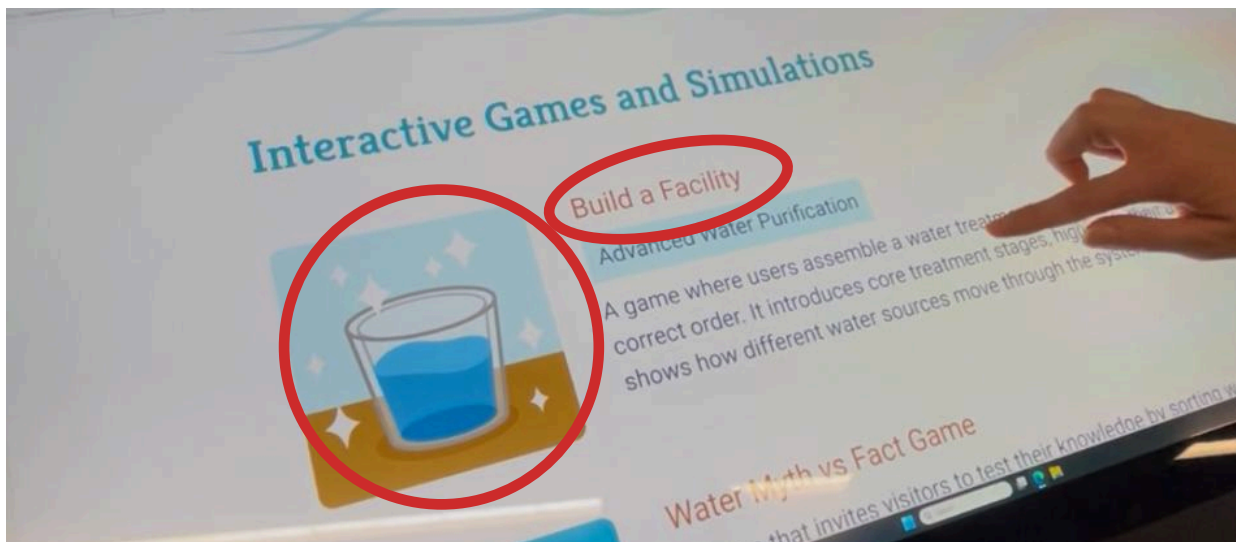 Interactive Games and Simulations
Build a Facility
Advanced Water Purification
A game where users assemble a water
correct order. It introduces core treatment stages,
shows how different water sources move through the
Water Myth vs Fact Game
that invites visitors to test their knowledge by sorting